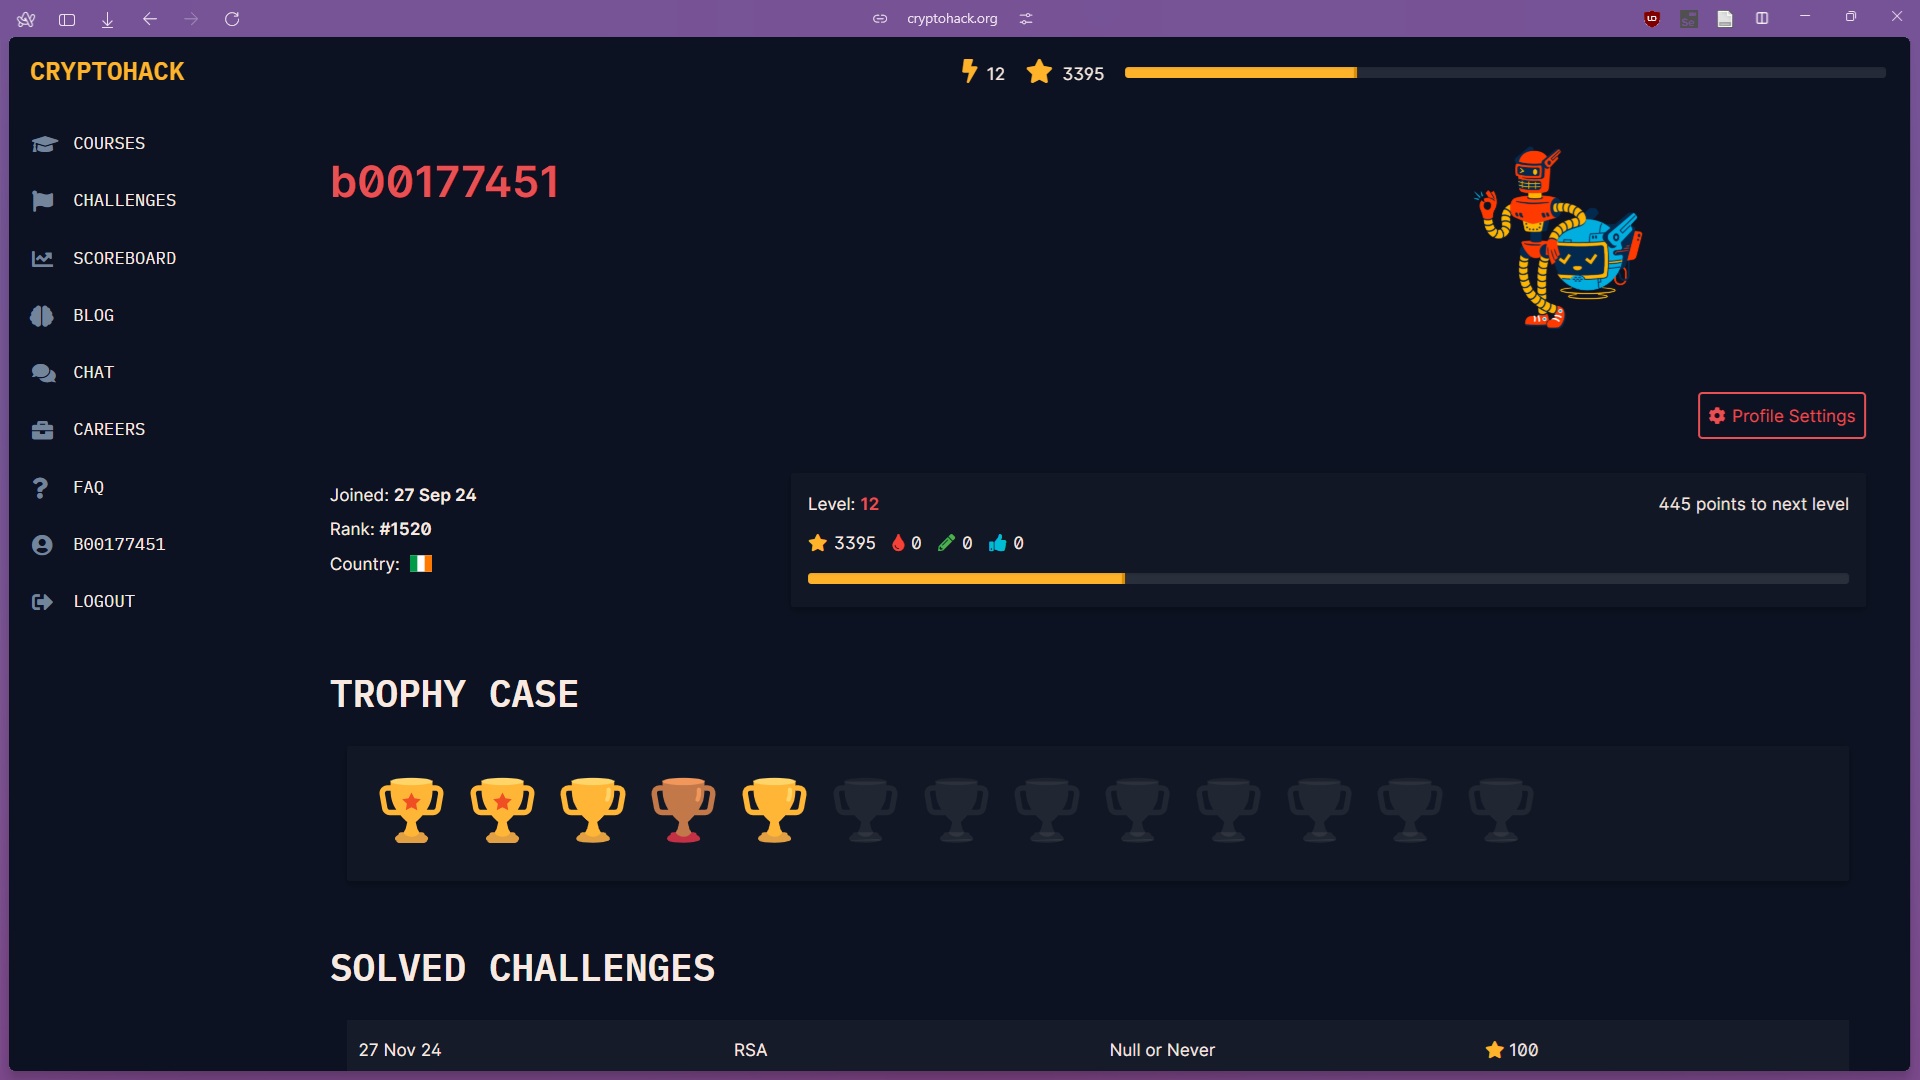 cryptohack.org
CRYPTOHACK
12 3395
COURSES
CHALLENGES
SCOREBOARD
BLOG
CHAT
CAREERS
FAQ
B00177451
LOGOUT
b00177451
Profile Settings
Joined: 27 Sep 24
Rank: #1520
Country:
Level: 12
445 points to next level
3395 0 0 0
TROPHY CASE
SOLVED CHALLENGES
27 Nov 24 RSA Null or Never 100